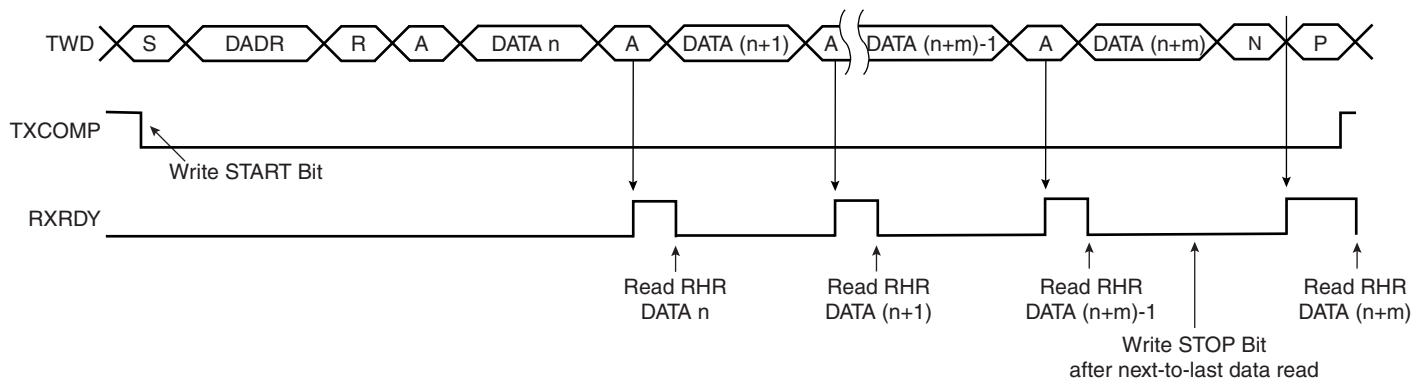 TWD S DADR R A DATA n A DATA (n+1) A DATA (n+m)-1 A DATA (n+m) N P
TXCOMP
Write START Bit
RXRDY
Read RHR Read RHR Read RHR Read RHR
DATA n DATA (n+1) DATA (n+m)-1 DATA (n+m)
Write STOP Bit
after next-to-last data read